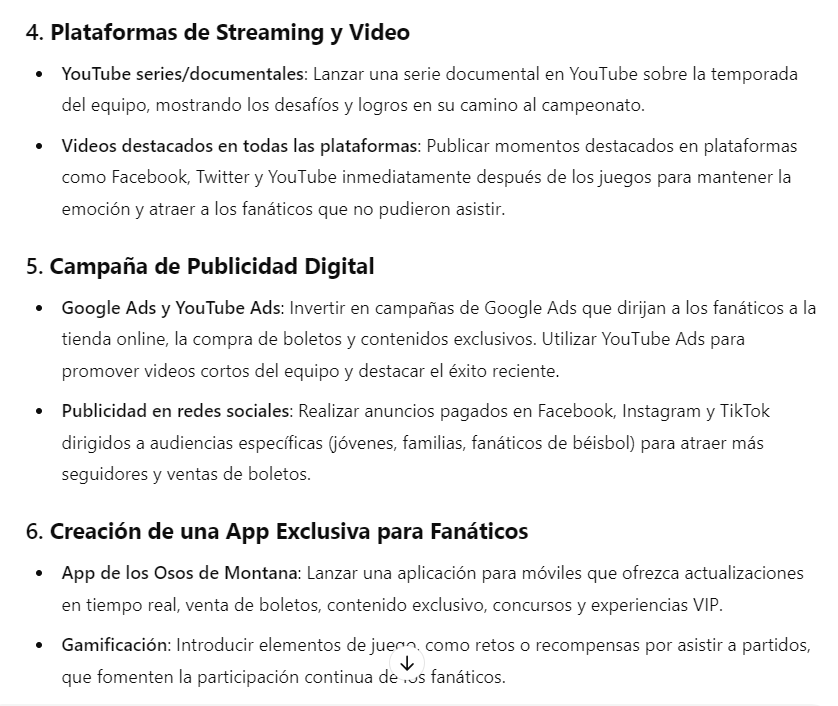 4. Plataformas de Streaming y Video
• YouTube series/documentales: Lanzar una serie documental en YouTube sobre la temporada
del equipo, mostrando los desafíos y logros en su camino al campeonato.
• Videos destacados en todas las plataformas: Publicar momentos destacados en plataformas
como Facebook, Twitter y YouTube inmediatamente después de los juegos para mantener la
emoción y atraer a los fanáticos que no pudieron asistir.
5. Campaña de Publicidad Digital
• Google Ads y YouTube Ads: Invertir en campañas de Google Ads que dirijan a los fanáticos a la
tienda online, la compra de boletos y contenidos exclusivos. Utilizar YouTube Ads para
promover videos cortos del equipo y destacar el éxito reciente.
• Publicidad en redes sociales: Realizar anuncios pagados en Facebook, Instagram y TikTok
dirigidos a audiencias específicas (jóvenes, familias, fanáticos de béisbol) para atraer más
seguidores y ventas de boletos.
6. Creación de una App Exclusiva para Fanáticos
• App de los Osos de Montana: Lanzar una aplicación para móviles que ofrezca actualizaciones
en tiempo real, venta de boletos, contenido exclusivo, concursos y experiencias VIP.
• Gamificación: Introducir elementos de juego, como retos o recompensas por asistir a partidos,
que fomenten la participación continua de los fanáticos.